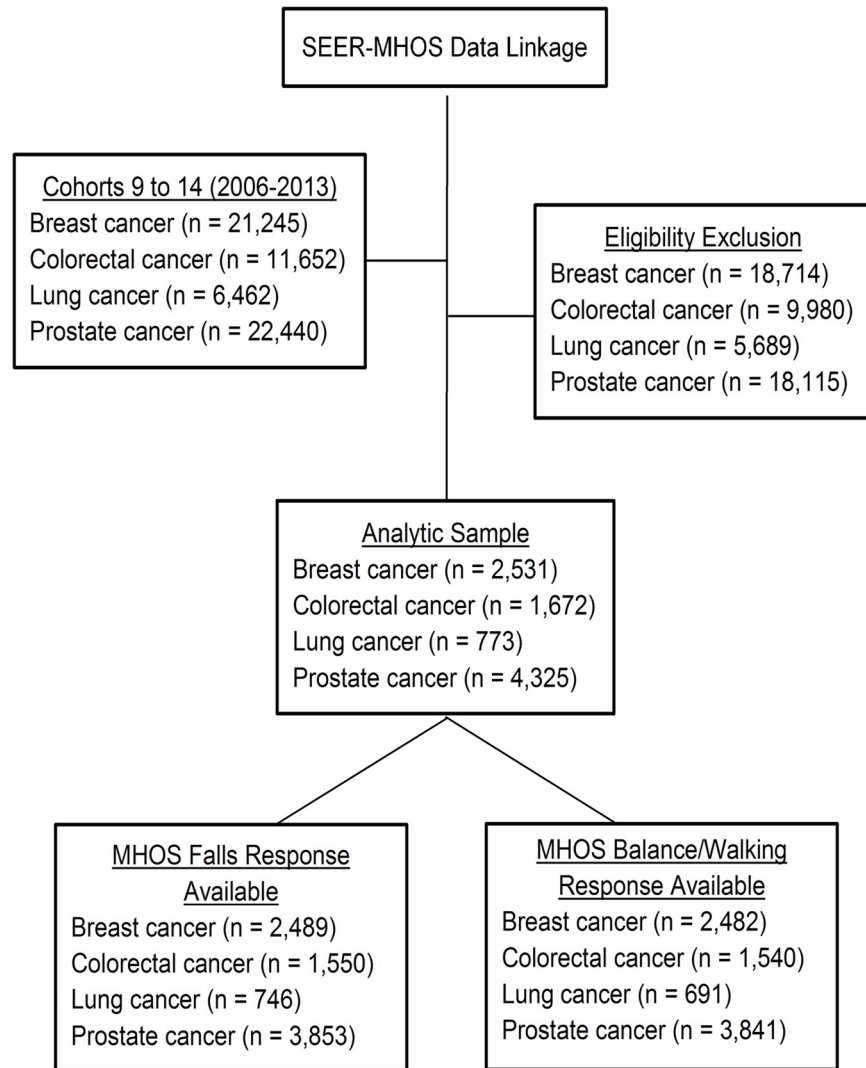 SEER-MHOS Data Linkage
Cohorts 9 to 14 (2006-2013)
Breast cancer (n = 21,245)
Colorectal cancer (n = 11,652)
Lung cancer (n = 6,462)
Prostate cancer (n = 22,440)
Eligibility Exclusion
Breast cancer (n = 18,714)
Colorectal cancer (n = 9,980)
Lung cancer (n = 5,689)
Prostate cancer (n = 18,115)
Analytic Sample
Breast cancer (n = 2,531)
Colorectal cancer (n = 1,672)
Lung cancer (n = 773)
Prostate cancer (n = 4,325)
MHOS Falls Response
Available
Breast cancer (n = 2,489)
Colorectal cancer (n = 1,550)
Lung cancer (n = 746)
Prostate cancer (n = 3,853)
MHOS Balance/Walking
Response Available
Breast cancer (n = 2,482)
Colorectal cancer (n = 1,540)
Lung cancer (n = 691)
Prostate cancer (n = 3,841)